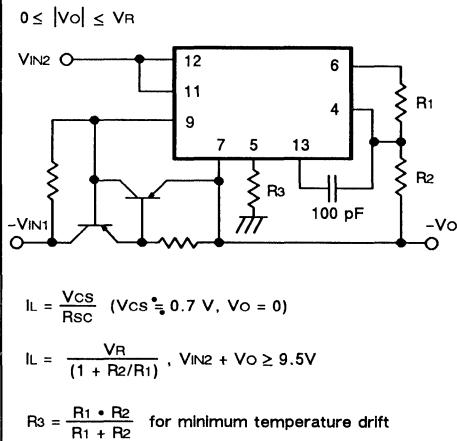 0 ≤ |VO| ≤ VR
VIN2
12
11
9
6
4
7 5 13
R1
R2
R3
100 pF
-VIN1
-VO
IL = VCS / RSC (VCS ≒ 0.7 V, VO = 0)
IL = VR / (1 + R2/R1) , VIN2 + VO ≥ 9.5V
R3 = R1 • R2 / R1 + R2 for minimum temperature drift